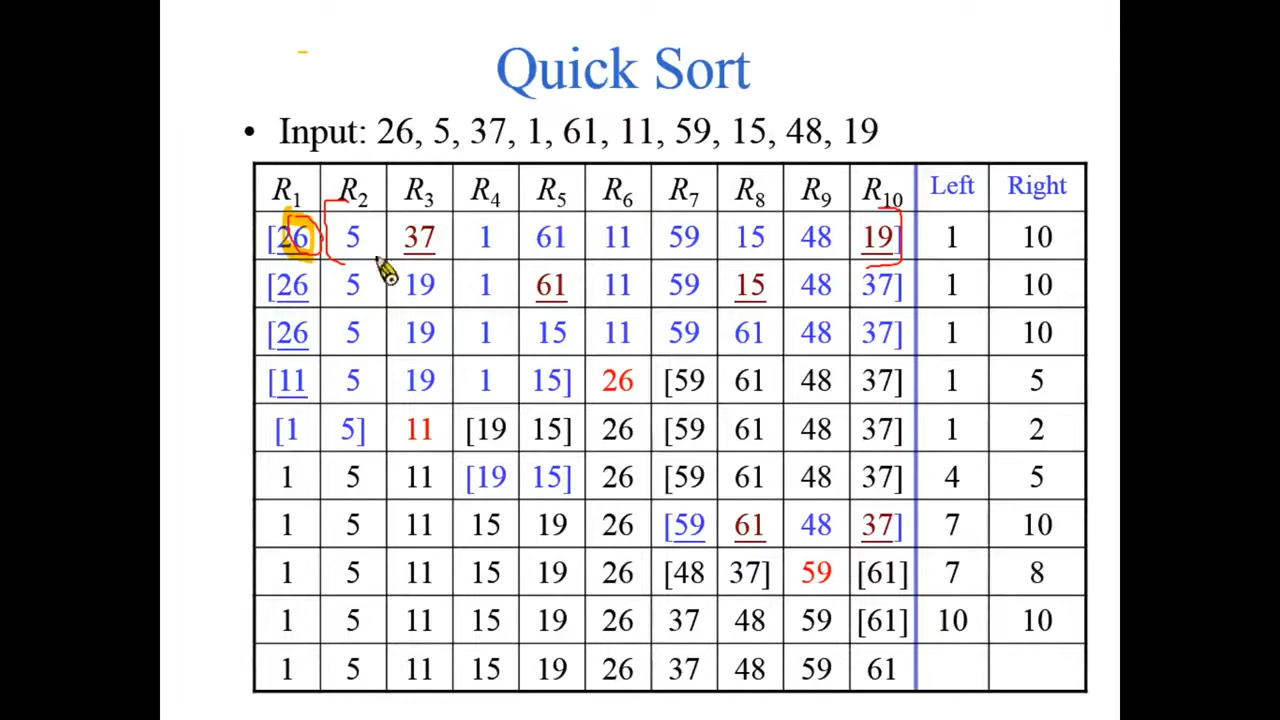 Quick Sort
• Input: 26, 5, 37, 1, 61, 11, 59, 15, 48, 19
R1 R2 R3 R4 R5 R6 R7 R8 R9 R10 Left Right
[26 5 37 1 61 11 59 15 48 19] 1 10
[26 5 19 1 61 11 59 15 48 37] 1 10
[26 5 19 1 15 11 59 61 48 37] 1 10
[11 5 19 1 15] 26 [59 61 48 37] 1 5
[1 5] 11 [19 15] 26 [59 61 48 37] 1 2
1 5 11 [19 15] 26 [59 61 48 37] 4 5
1 5 11 15 19 26 [59 61 48 37] 7 10
1 5 11 15 19 26 [48 37] 59 [61] 7 8
1 5 11 15 19 26 37 48 59 [61] 10 10
1 5 11 15 19 26 37 48 59 61